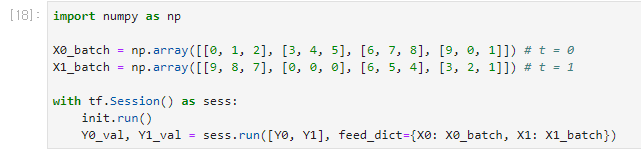 [18]: import numpy as np
X0_batch = np.array([[0, 1, 2], [3, 4, 5], [6, 7, 8], [9, 0, 1]]) # t = 0
X1_batch = np.array([[9, 8, 7], [0, 0, 0], [6, 5, 4], [3, 2, 1]]) # t = 1
with tf.Session() as sess:
    init.run()
    Y0_val, Y1_val = sess.run([Y0, Y1], feed_dict={X0: X0_batch, X1: X1_batch})